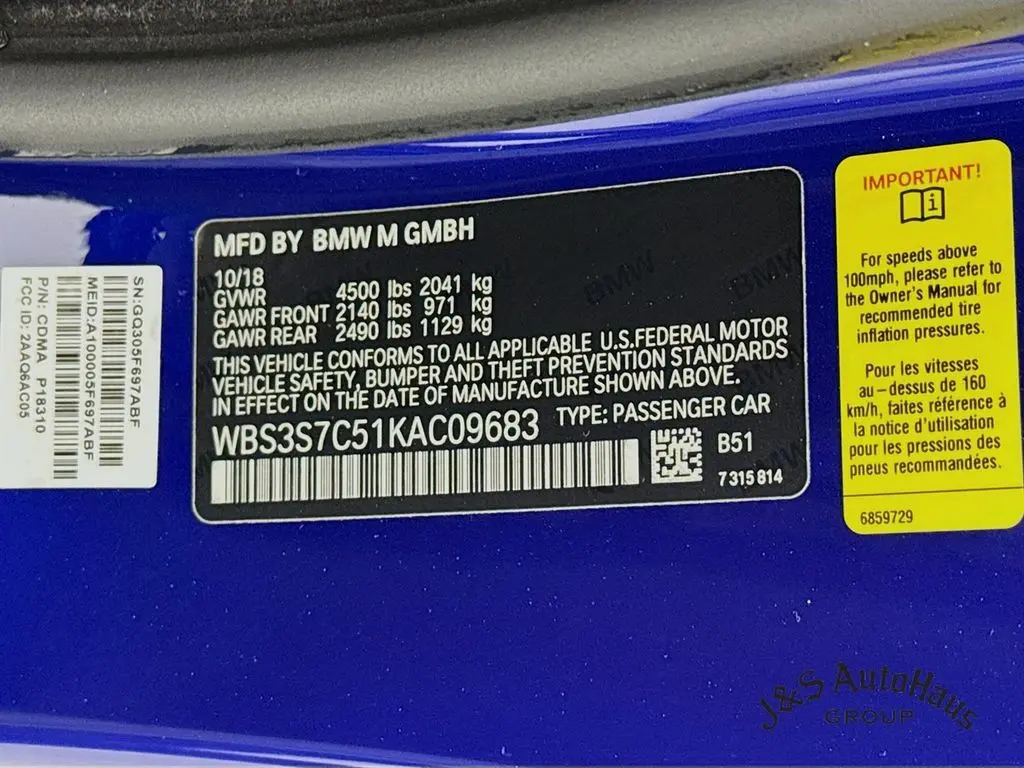 SN:GQ305F697ABF
MEID:A100005F697ABF
P/N: CDMA P18310
FCC ID: 2AAQ6AC05
MFD BY BMW M GMBH
10/18
GVWR 4500 lbs 2041 kg
GAWR FRONT 2140 lbs 971 kg
GAWR REAR 2490 lbs 1129 kg
THIS VEHICLE CONFORMS TO ALL APPLICABLE U.S.FEDERAL MOTOR
VEHICLE SAFETY, BUMPER AND THEFT PREVENTION STANDARDS
IN EFFECT ON THE DATE OF MANUFACTURE SHOWN ABOVE.
WBS3S7C51KAC09683 TYPE: PASSENGER CAR
B51
7315814
IMPORTANT!
i
For speeds above
100mph, please refer to
the Owner's Manual for
recommended tire
inflation pressures.
Pour les vitesses
au-dessus de 160
km/h, faites référence à
la notice d'utilisation
pour les pressions des
pneus recommandées.
6859729
J&S AutoHaus
GROUP